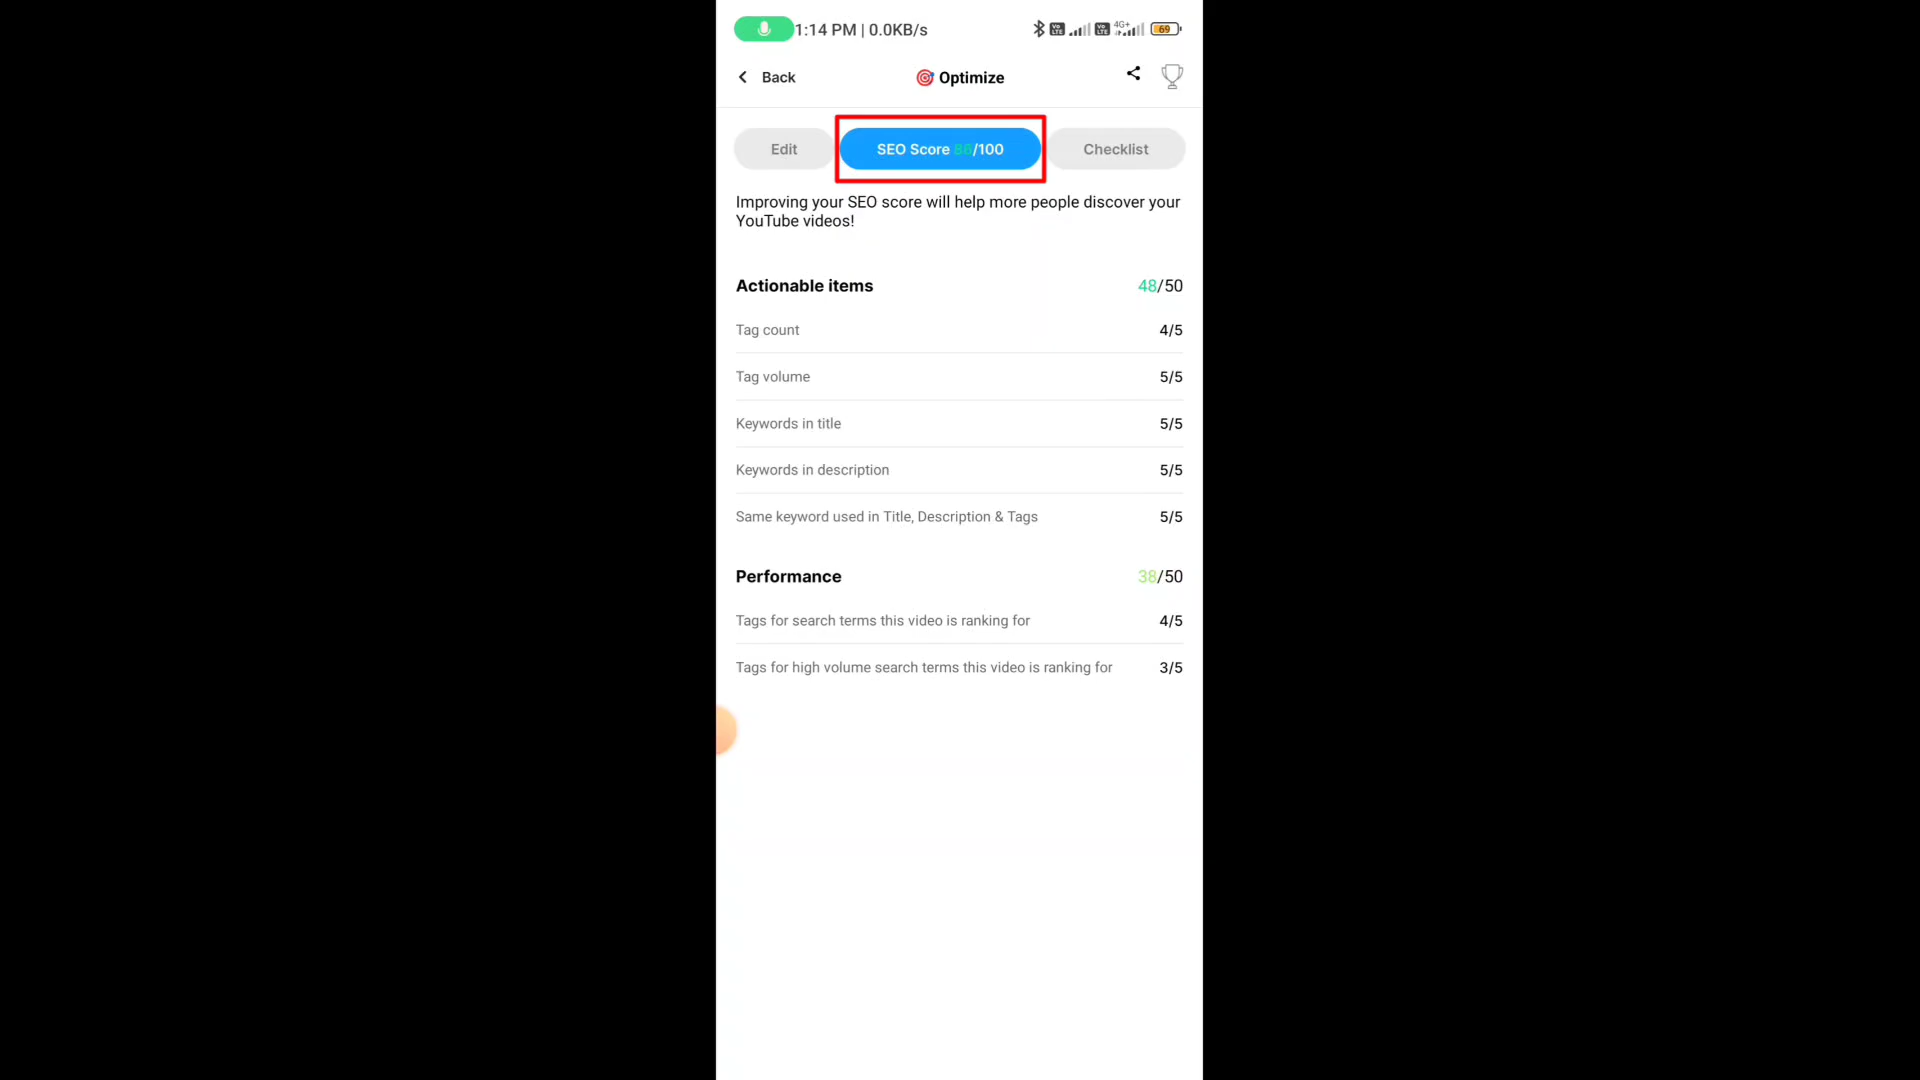 1:14 PM | 0.0KB/s
4G+
69
Back
Optimize
Edit
SEO Score 86/100
Checklist
Improving your SEO score will help more people discover your
YouTube videos!
Actionable items 48/50
Tag count 4/5
Tag volume 5/5
Keywords in title 5/5
Keywords in description 5/5
Same keyword used in Title, Description & Tags 5/5
Performance 38/50
Tags for search terms this video is ranking for 4/5
Tags for high volume search terms this video is ranking for 3/5